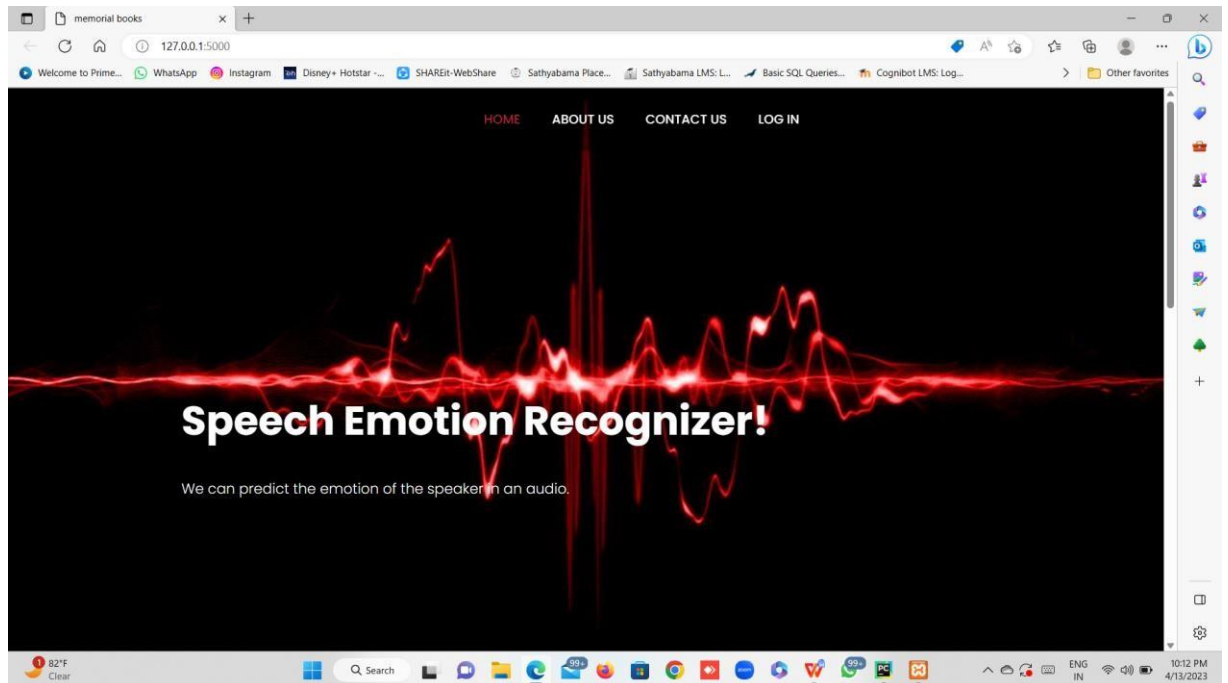 memorial books
127.0.0.1:5000
Welcome to Prime... WhatsApp Instagram Disney+ Hotstar -... SHAREit-WebShare Sathyabama Place... Sathyabama LMS: L... Basic SQL Queries... Cognibot LMS: Log... Other favorites
HOME ABOUT US CONTACT US LOG IN
Speech Emotion Recognizer!
We can predict the emotion of the speaker in an audio.
1 82°F
Clear
Search
99+
99+
PC
ENG
IN
10:12 PM
4/13/2023